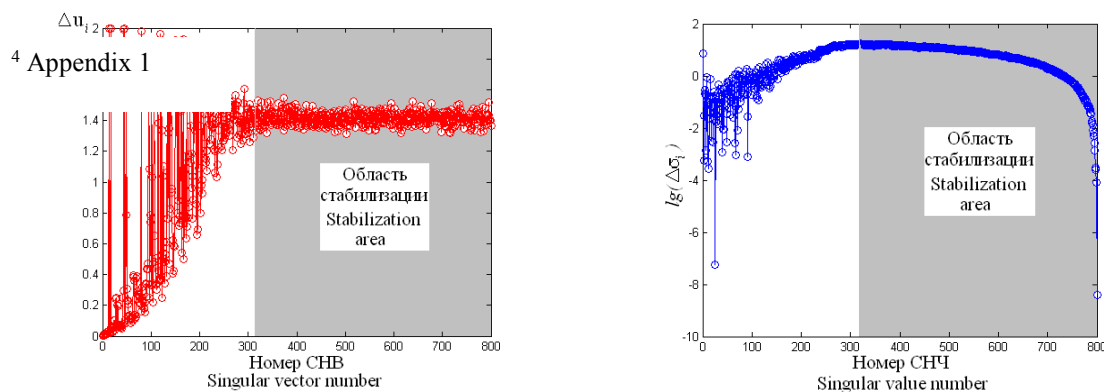 △u i
⁴ Appendix 1
2
1.4
1.2
1
0.8
0.6
0.4
0.2
0
0 100 200 300 400 500 600 700 800
Область
стабилизации
Stabilization
area
Номер СНВ
Singular vector number
lg(△σi)
2
0
-2
-4
-6
-8
-10
0 100 200 300 400 500 600 700 800
Область
стабилизации
Stabilization
area
Номер СНЧ
Singular value number